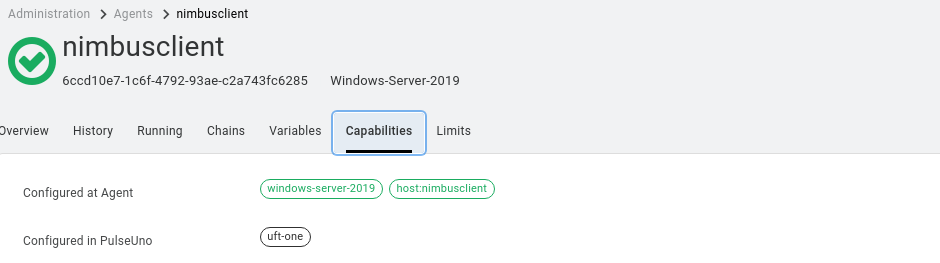 Administration > Agents > nimbusclient
nimbusclient
6ccd10e7-1c6f-4792-93ae-c2a743fc6285 Windows-Server-2019
Overview History Running Chains Variables Capabilities Limits
Configured at Agent windows-server-2019 host:nimbusclient
Configured in PulseUno uft-one